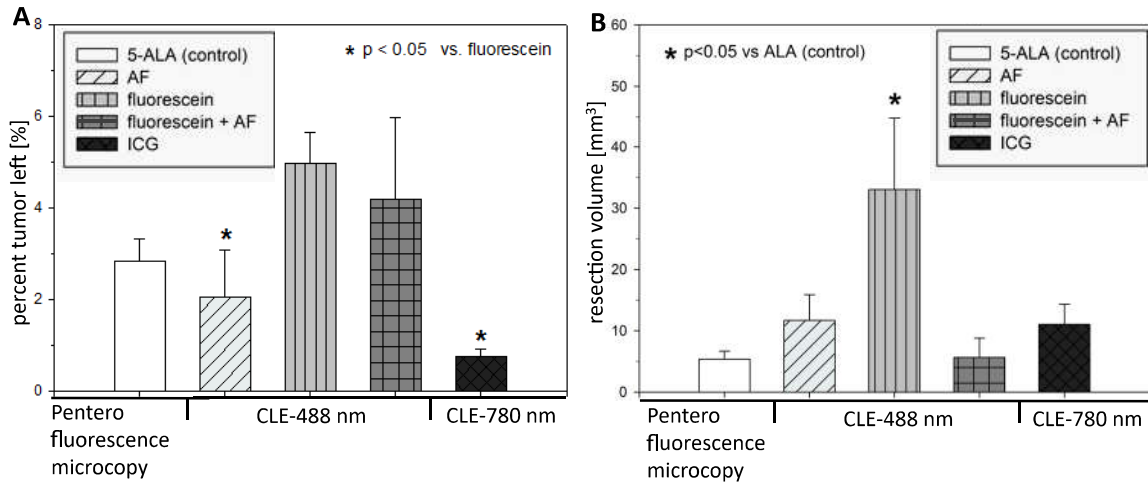 A
percent tumor left [%]
8
6
4
2
0
5-ALA (control)
AF
fluorescein
fluorescein + AF
ICG
* p < 0.05 vs. fluorescein
*
*
Pentero
fluorescence
microcopy
CLE-488 nm
CLE-780 nm
B
resection volume [mm³]
60
50
40
30
20
10
0
* p<0.05 vs ALA (control)
5-ALA (control)
AF
fluorescein
fluorescein + AF
ICG
*
Pentero
fluorescence
microcopy
CLE-488 nm
CLE-780 nm